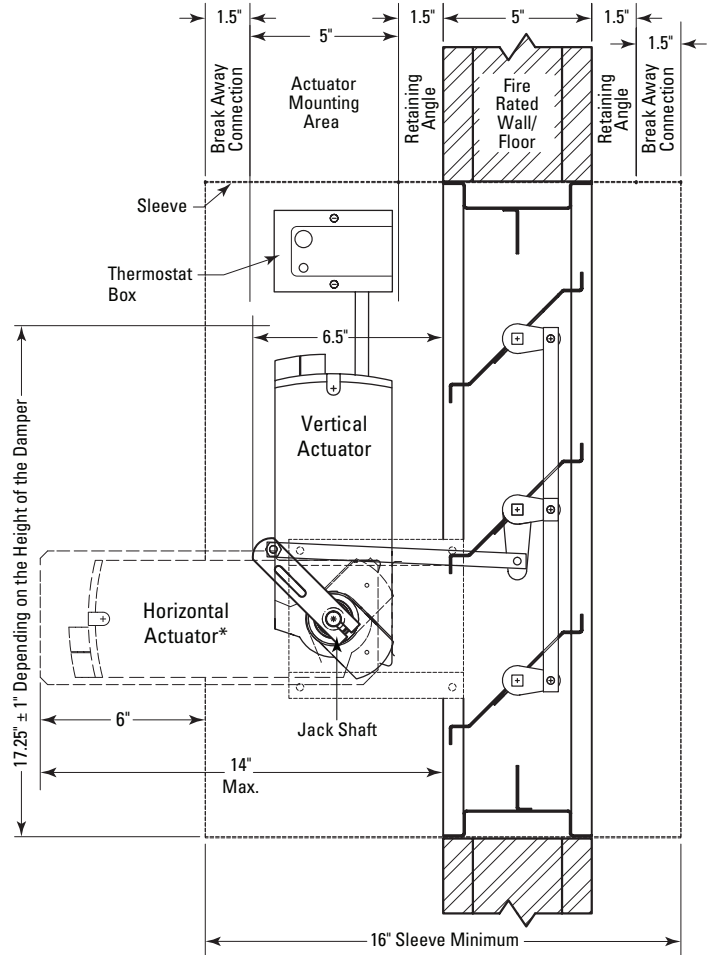 1.5"
1.5"
5"
1.5"
5"
1.5"
Break Away
Connection
Actuator
Mounting
Area
Retaining
Angle
Fire
Rated
Wall/
Floor
Retaining
Angle
Break Away
Connection
Sleeve
Thermostat
Box
6.5"
Vertical
Actuator
17.25" ± 1" Depending on the Height of the Damper
Horizontal
Actuator*
6"
Jack Shaft
14"
Max.
16" Sleeve Minimum